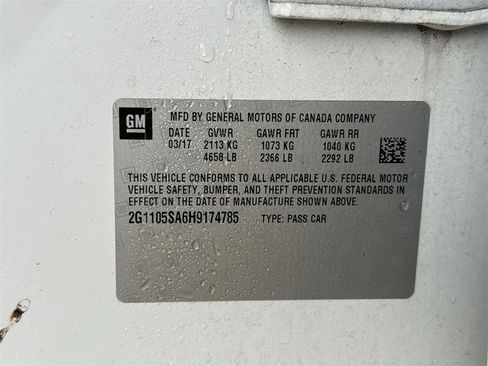 GM
MFD BY GENERAL MOTORS OF CANADA COMPANY
DATE GVWR GAWR FRT GAWR RR
03/17 2113 KG 1073 KG 1040 KG
4658 LB 2366 LB 2292 LB
THIS VEHICLE CONFORMS TO ALL APPLICABLE U.S. FEDERAL MOTOR
VEHICLE SAFETY, BUMPER, AND THEFT PREVENTION STANDARDS IN
EFFECT ON THE DATE OF MANUFACTURE SHOWN ABOVE.
2G1105SA6H9174785 TYPE: PASS CAR